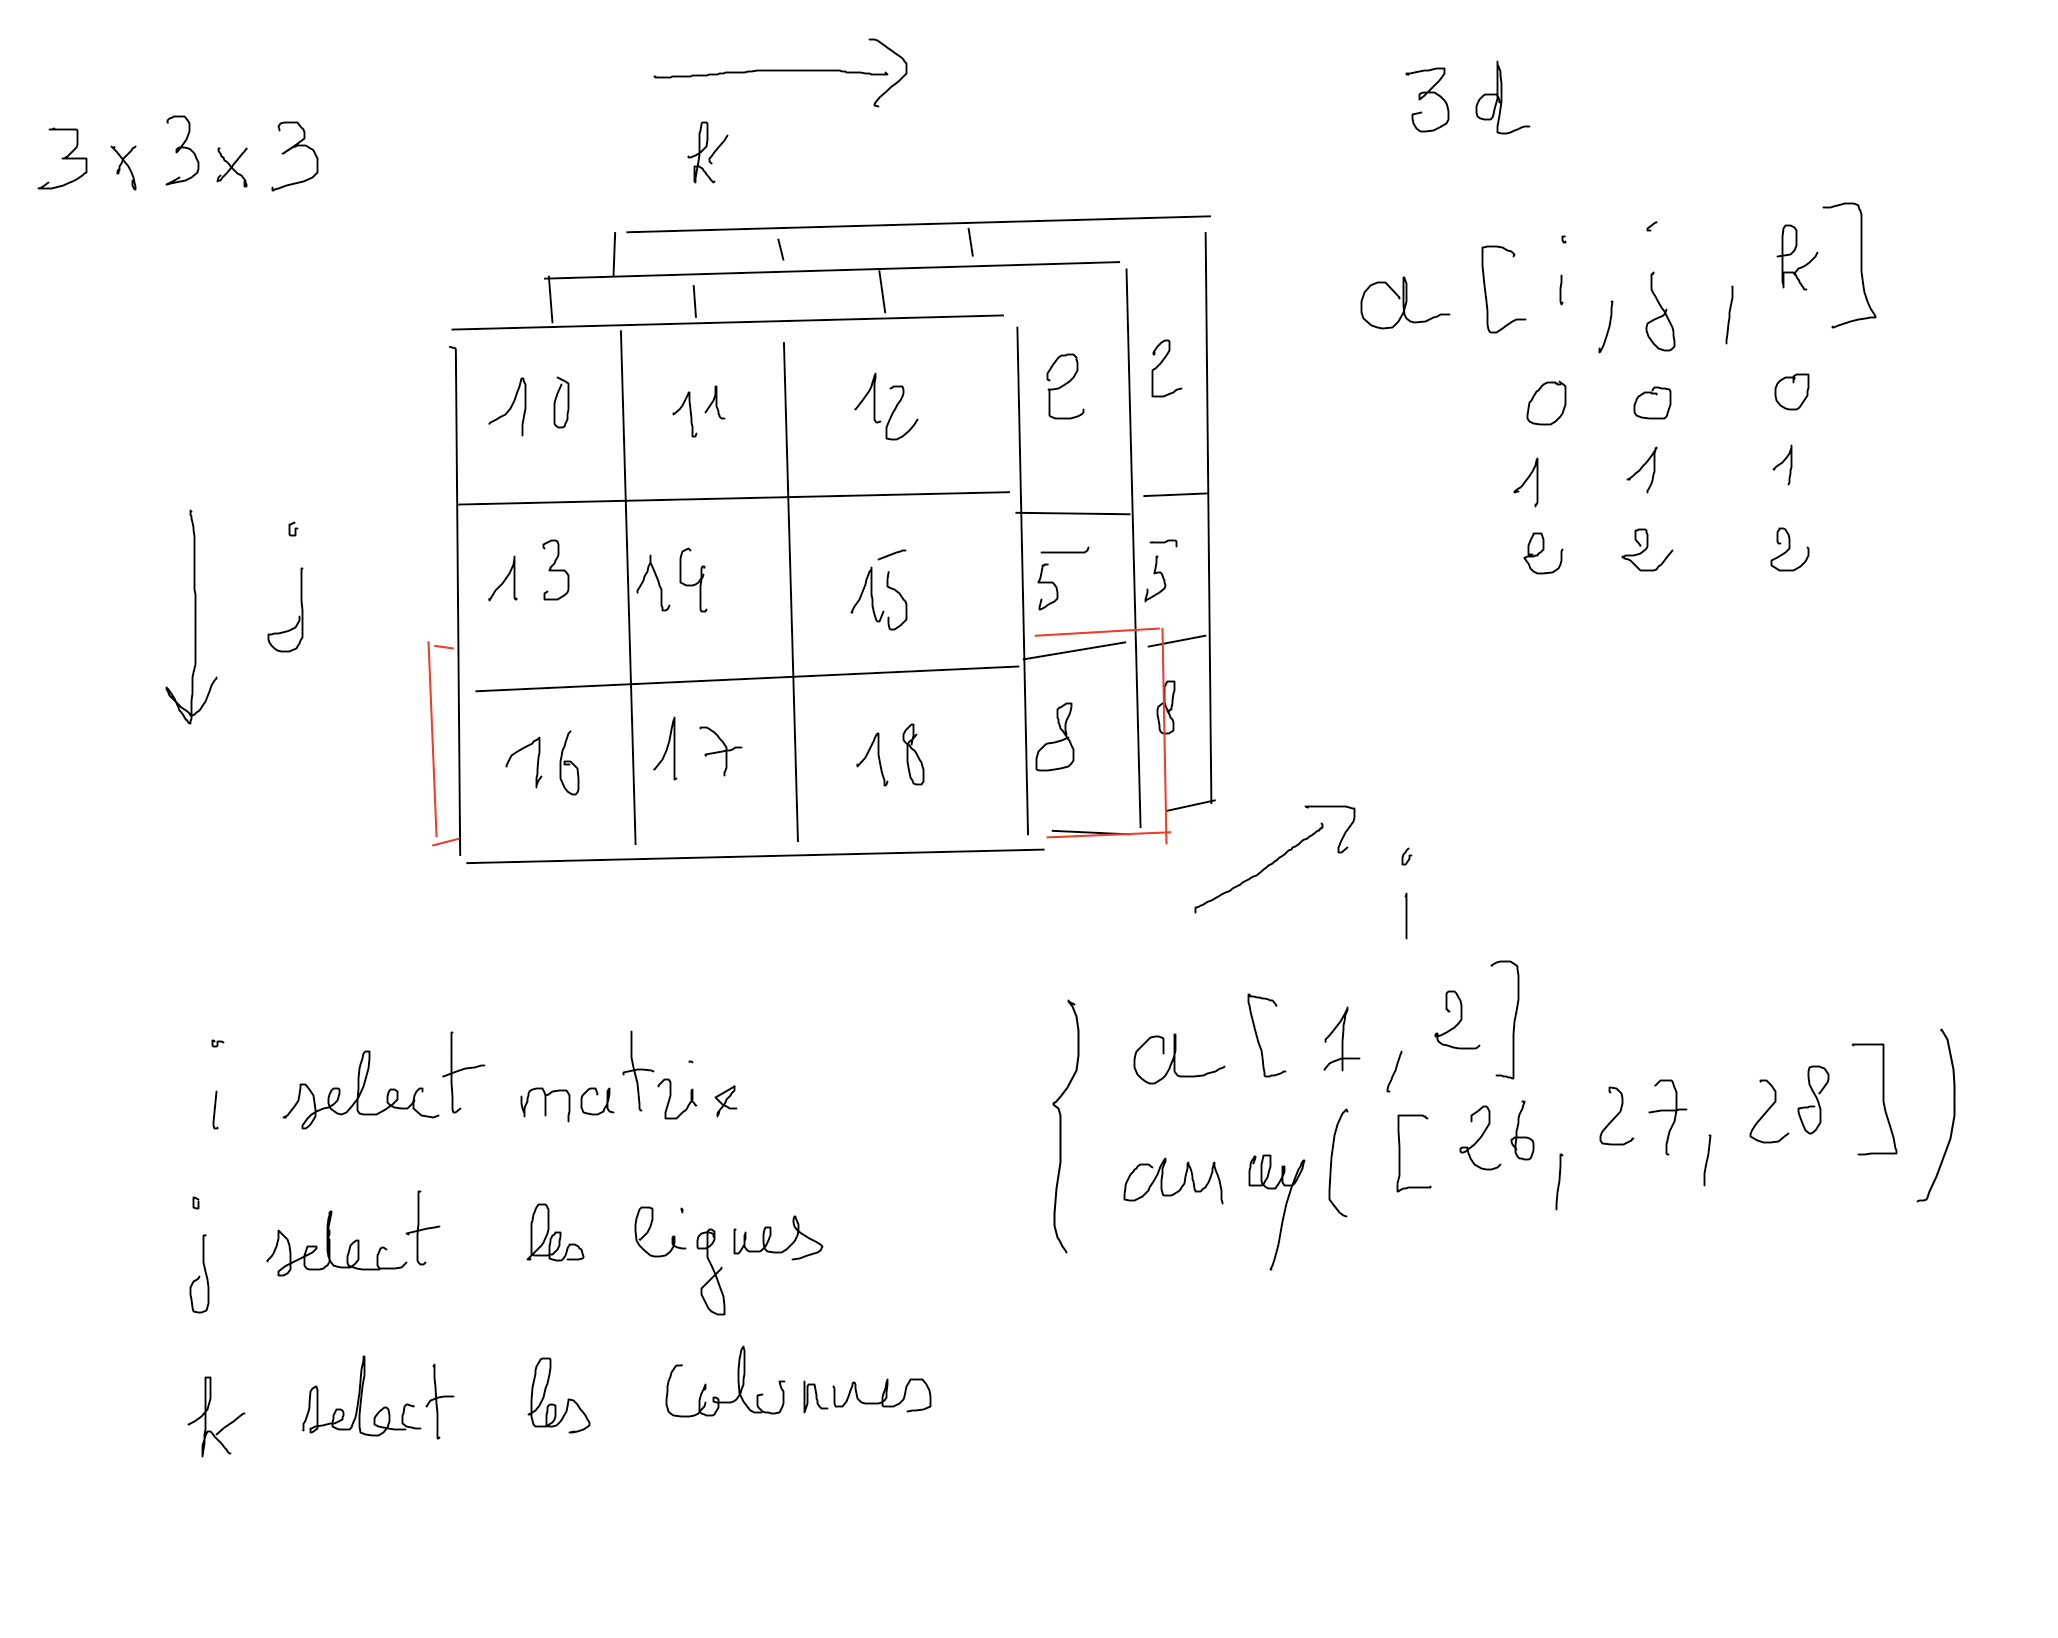 3x3x3
k
3d
a[i,j,k]
0 0 0
1 1 1
2 2 2
10 11 12 2 2
j
13 14 15 5 5
16 17 18 8 8
i
i select matrix
a[1,2]
array([26,27,28])
j select les lignes
k select les colonnes